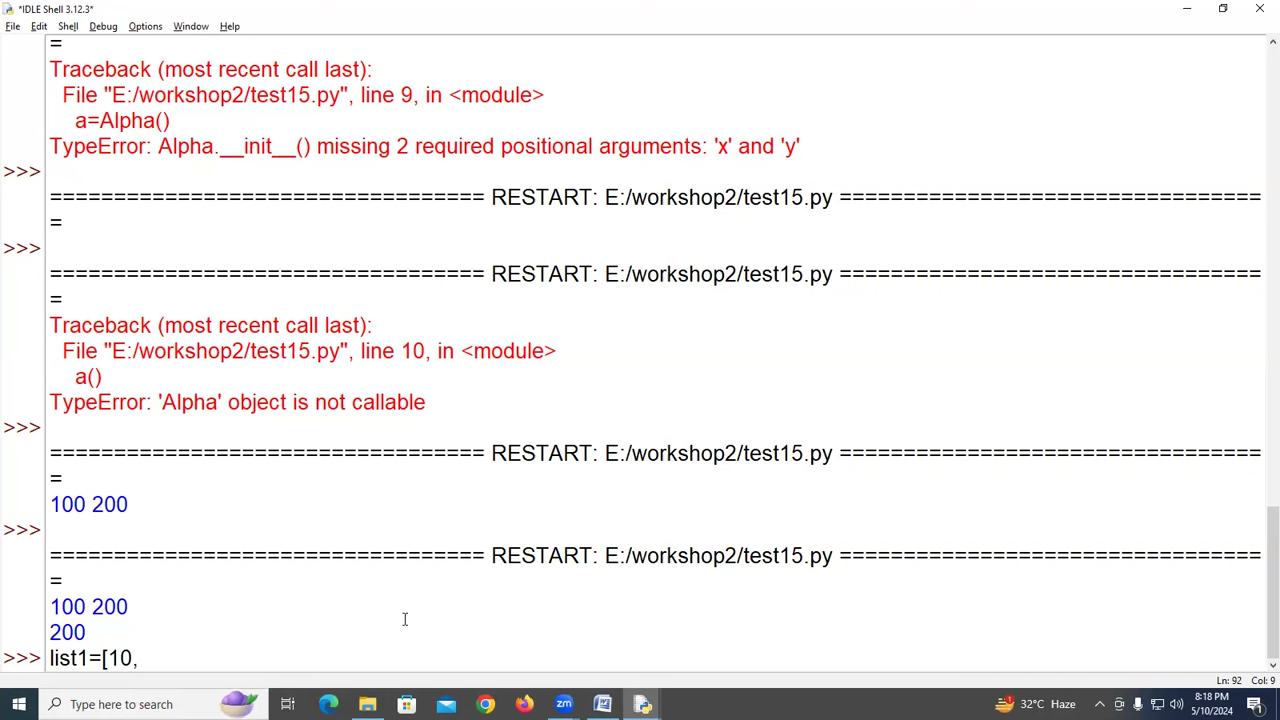 *IDLE Shell 3.12.3*
File Edit Shell Debug Options Window Help
=
Traceback (most recent call last):
  File "E:/workshop2/test15.py", line 9, in <module>
    a=Alpha()
TypeError: Alpha.__init__() missing 2 required positional arguments: 'x' and 'y'
>>>
================================== RESTART: E:/workshop2/test15.py =================================
=
>>>
================================== RESTART: E:/workshop2/test15.py =================================
=
Traceback (most recent call last):
  File "E:/workshop2/test15.py", line 10, in <module>
    a()
TypeError: 'Alpha' object is not callable
>>>
================================== RESTART: E:/workshop2/test15.py =================================
=
100 200
>>>
================================== RESTART: E:/workshop2/test15.py =================================
=
100 200
200
>>> list1=[10,
Ln: 92 Col: 9
Type here to search
32°C Haze
8:18 PM
5/10/2024